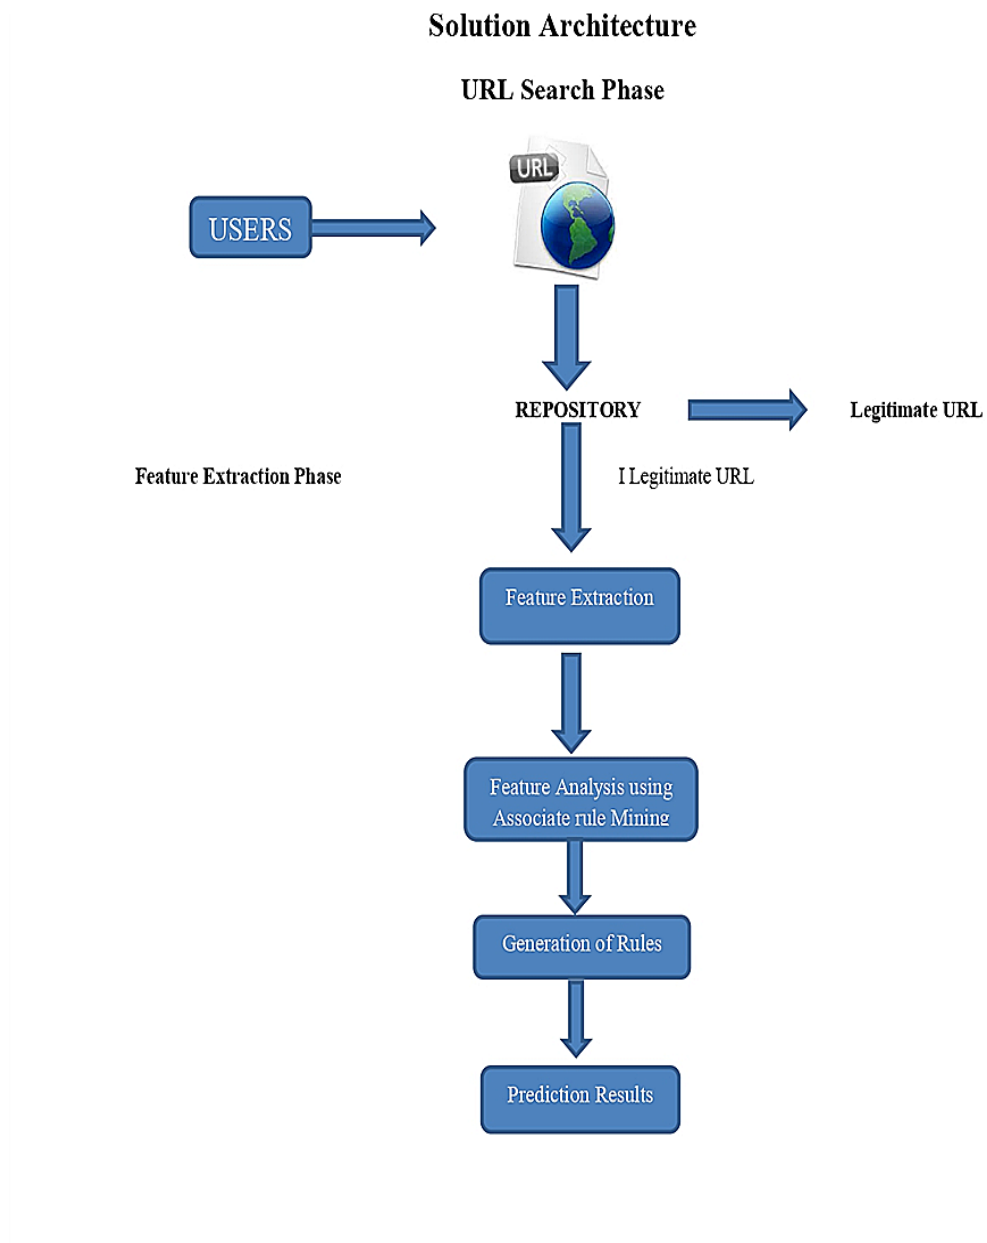 Solution Architecture
URL Search Phase
URL
USERS
REPOSITORY
Legitimate URL
Feature Extraction Phase
I Legitimate URL
Feature Extraction
Feature Analysis using
Associate rule Mining
Generation of Rules
Prediction Results